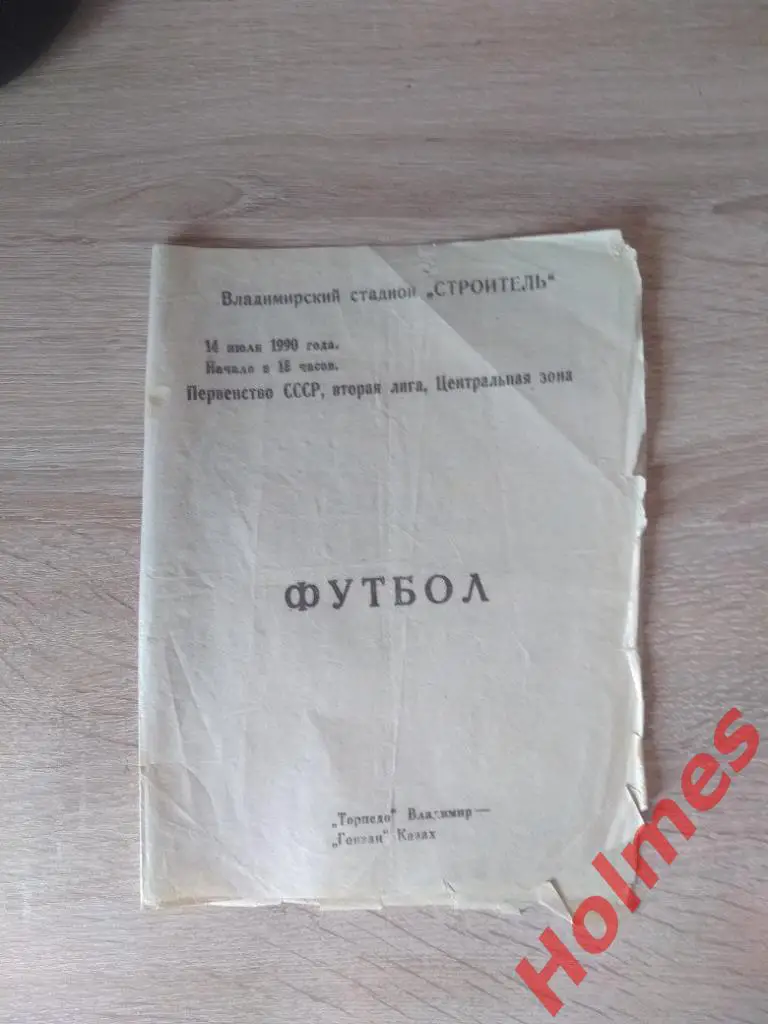 Владимирский стадион „СТРОИТЕЛЬ“
14 июля 1990 года.
Начало в 18 часов.
Первенство СССР, вторая лига, Центральная зона
ФУТБОЛ
„Торпедо“ Владимир—
„Гоязан“ Казах
Holmes